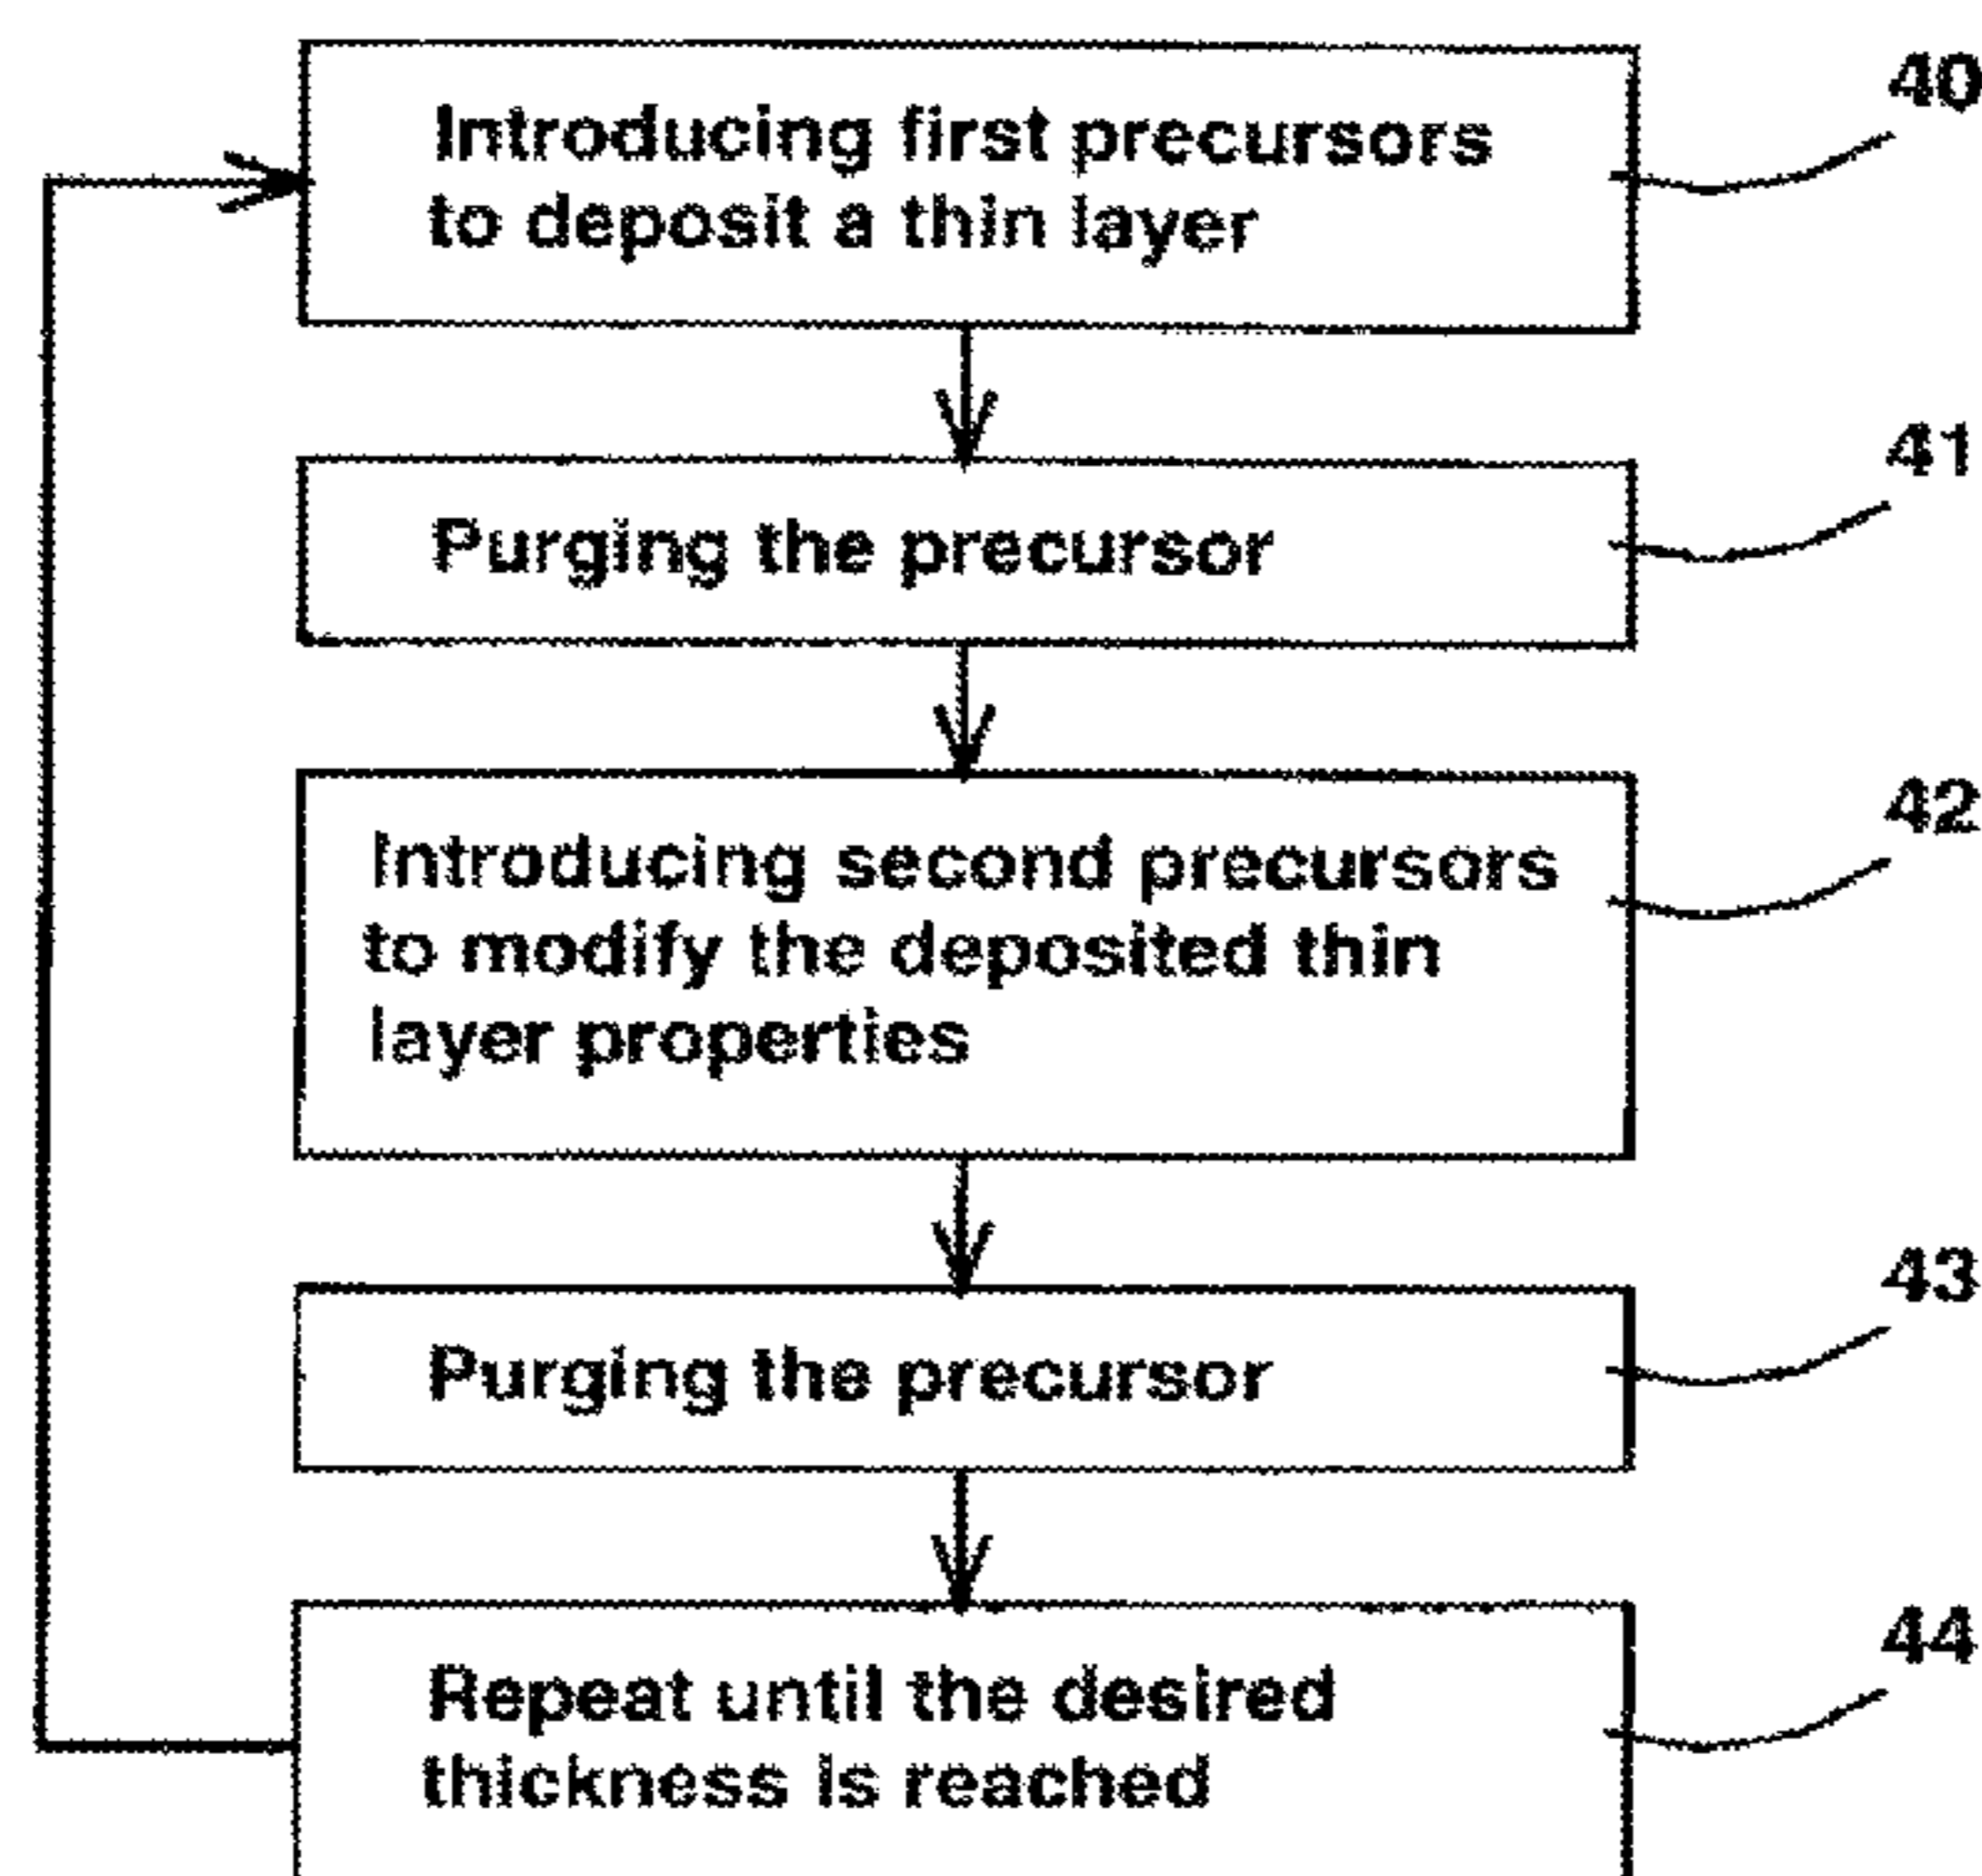 Introducing first precursors
to deposit a thin layer
40
Purging the precursor
41
Introducing second precursors
to modify the deposited thin
layer properties
42
Purging the precursor
43
Repeat until the desired
thickness is reached
44